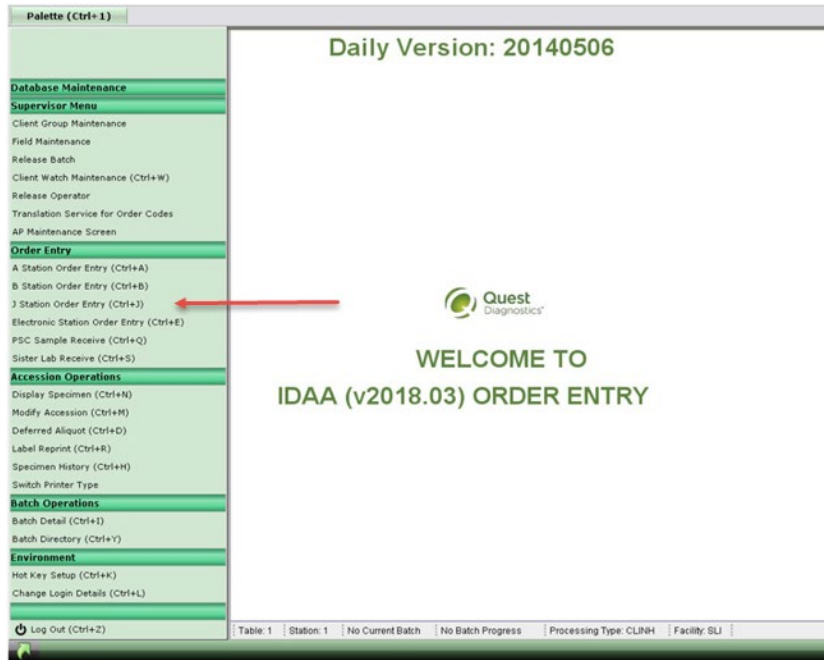 Palette (Ctrl+1)
Daily Version: 20140506
Database Maintenance
Supervisor Menu
Client Group Maintenance
Field Maintenance
Release Batch
Client Watch Maintenance (Ctrl+W)
Release Operator
Translation Service for Order Codes
AP Maintenance Screen
Order Entry
A Station Order Entry (Ctrl+A)
B Station Order Entry (Ctrl+B)
J Station Order Entry (Ctrl+J)
Electronic Station Order Entry (Ctrl+E)
PSC Sample Receive (Ctrl+Q)
Sister Lab Receive (Ctrl+S)
Accession Operations
Display Specimen (Ctrl+N)
Modify Accession (Ctrl+M)
Deferred Aliquot (Ctrl+D)
Label Reprint (Ctrl+R)
Specimen History (Ctrl+H)
Switch Printer Type
Batch Operations
Batch Detail (Ctrl+I)
Batch Directory (Ctrl+Y)
Environment
Hot Key Setup (Ctrl+K)
Change Login Details (Ctrl+L)
Log Out (Ctrl+Z)
Quest
Diagnostics
WELCOME TO
IDAA (v2018.03) ORDER ENTRY
Table: 1 Station: 1 No Current Batch No Batch Progress Processing Type: CLINH Facility: SLI